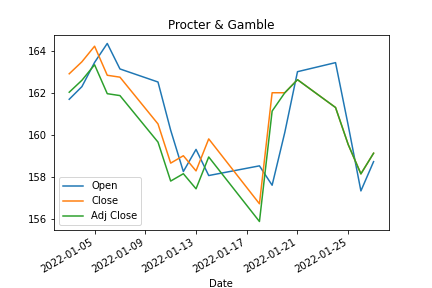 Procter & Gamble
164
162
160
158
156
Open
Close
Adj Close
2022-01-05
2022-01-09
2022-01-13
2022-01-17
2022-01-21
2022-01-25
Date